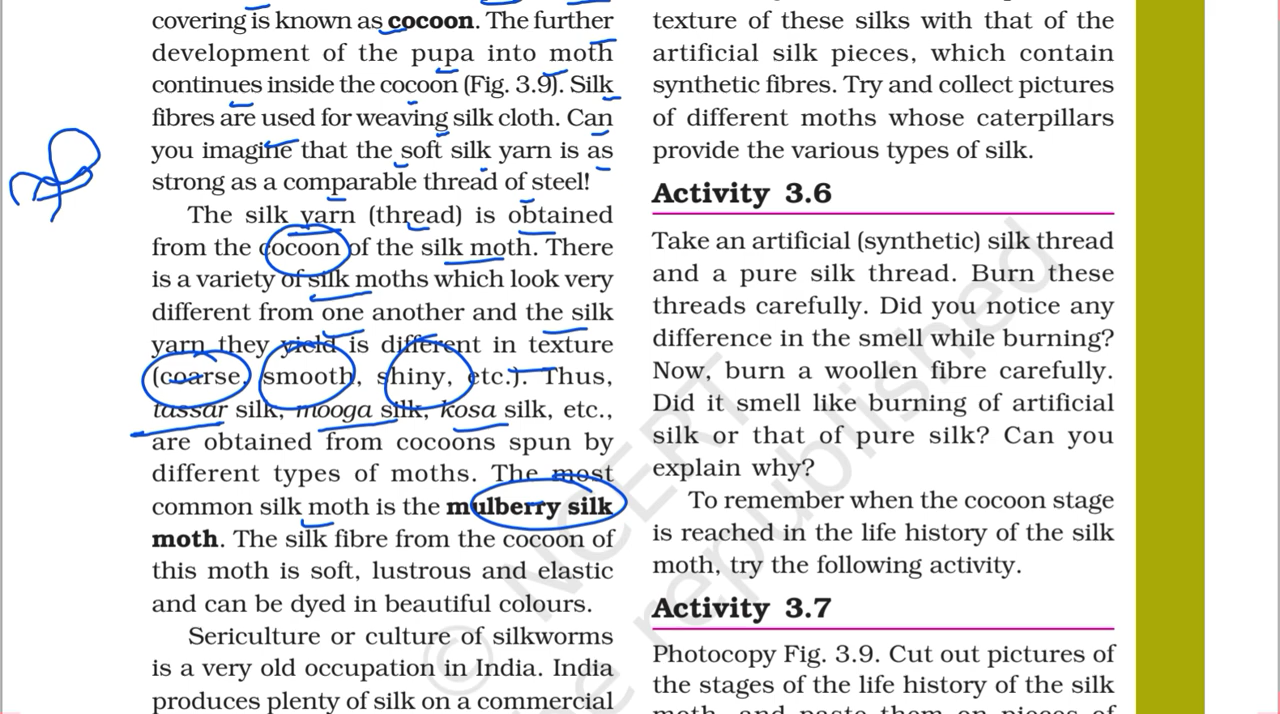 covering is known as cocoon. The further
development of the pupa into moth
continues inside the cocoon (Fig. 3.9). Silk
fibres are used for weaving silk cloth. Can
you imagine that the soft silk yarn is as
strong as a comparable thread of steel!
The silk yarn (thread) is obtained
from the cocoon of the silk moth. There
is a variety of silk moths which look very
different from one another and the silk
yarn they yield is different in texture
(coarse, smooth, shiny, etc.). Thus,
tassar silk, mooga silk, kosa silk, etc.,
are obtained from cocoons spun by
different types of moths. The most
common silk moth is the mulberry silk
moth. The silk fibre from the cocoon of
this moth is soft, lustrous and elastic
and can be dyed in beautiful colours.
Sericulture or culture of silkworms
is a very old occupation in India. India
produces plenty of silk on a commercial
texture of these silks with that of the
artificial silk pieces, which contain
synthetic fibres. Try and collect pictures
of different moths whose caterpillars
provide the various types of silk.
Activity 3.6
Take an artificial (synthetic) silk thread
and a pure silk thread. Burn these
threads carefully. Did you notice any
difference in the smell while burning?
Now, burn a woollen fibre carefully.
Did it smell like burning of artificial
silk or that of pure silk? Can you
explain why?
To remember when the cocoon stage
is reached in the life history of the silk
moth, try the following activity.
Activity 3.7
Photocopy Fig. 3.9. Cut out pictures of
the stages of the life history of the silk
moth, and paste them on pieces of
© NCERT
republished